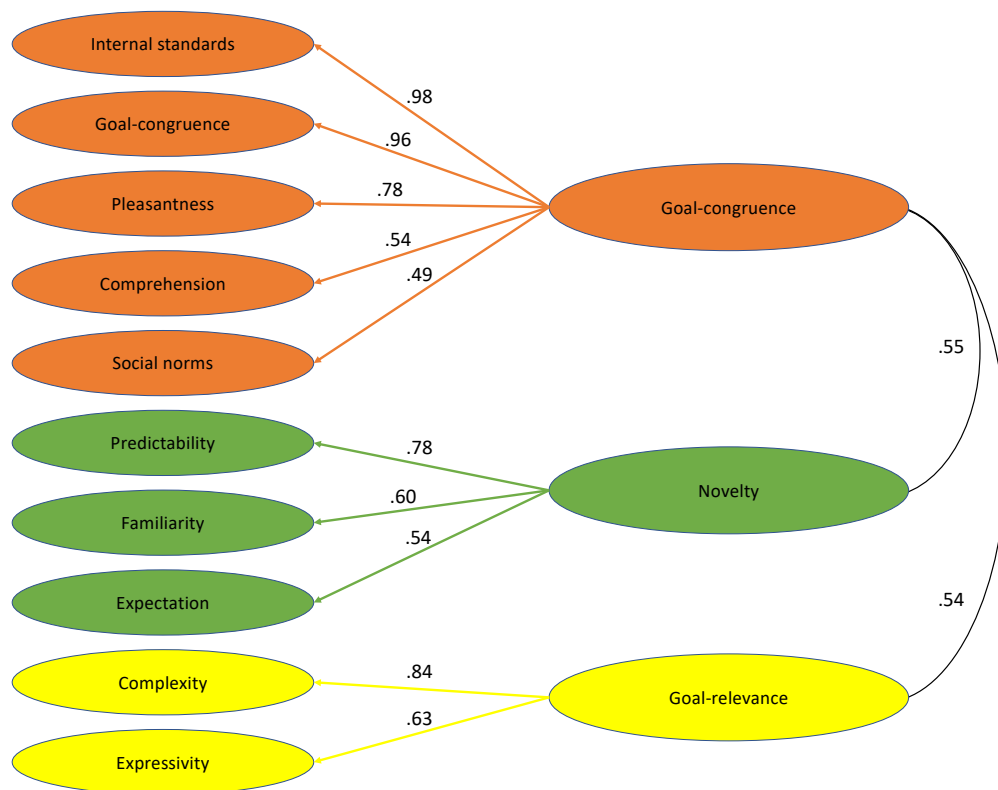 Internal standards
.98
Goal-congruence
.96
Pleasantness
.78
Goal-congruence
Comprehension
.54
.49
Social norms
.55
Predictability
.78
Novelty
Familiarity
.60
.54
Expectation
.54
Complexity
.84
Goal-relevance
Expressivity
.63